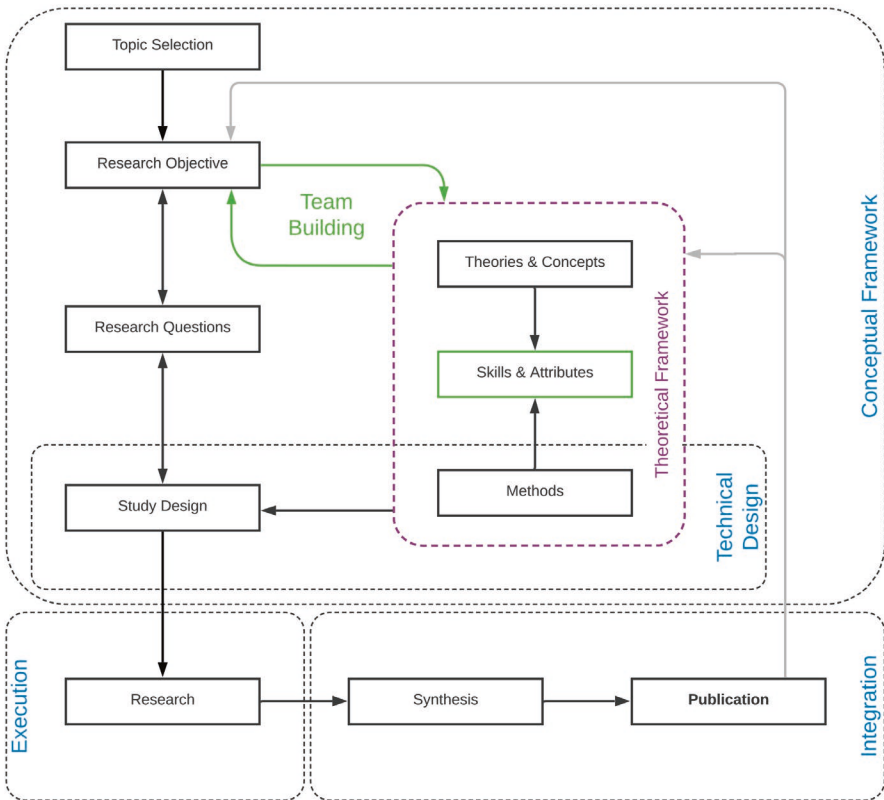 Topic Selection
Research Objective
Team
Building
Theories & Concepts
Research Questions
Skills & Attributes
Theoretical Framework
Conceptual Framework
Study Design
Methods
Technical
Design
Execution
Research
Synthesis
Publication
Integration